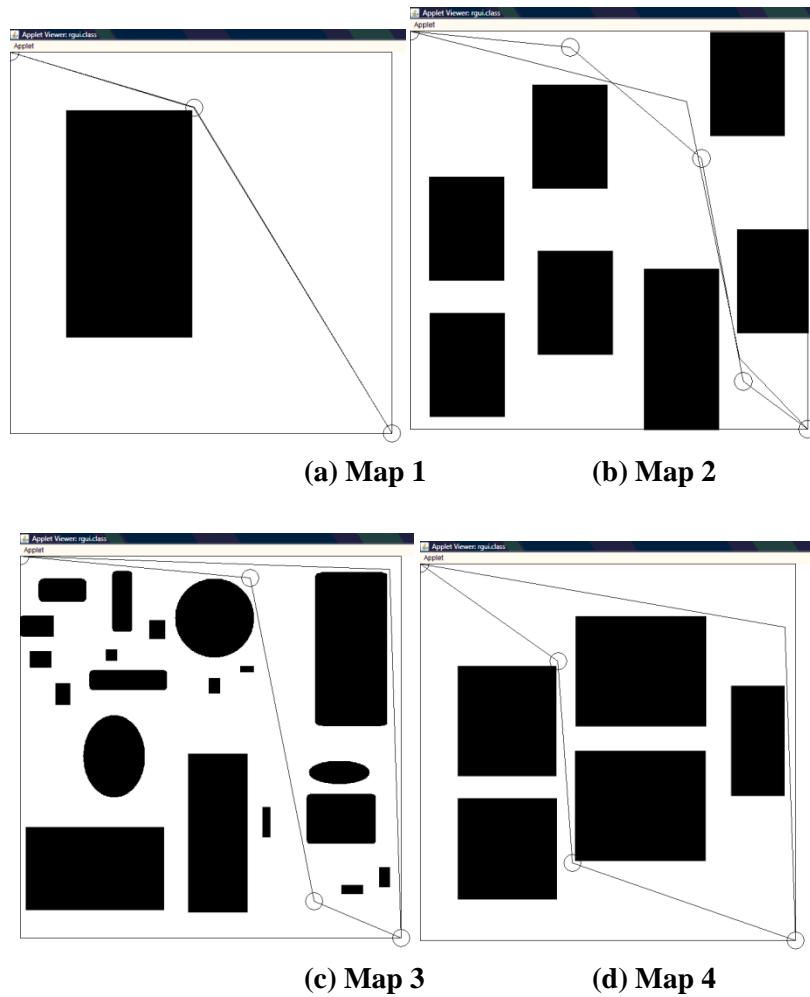 Applet Viewer: rgui.class
Applet
Applet Viewer: rgui.class
Applet
(a) Map 1
(b) Map 2
Applet Viewer: rgui.class
Applet
Applet Viewer: rgui.class
Applet
(c) Map 3
(d) Map 4